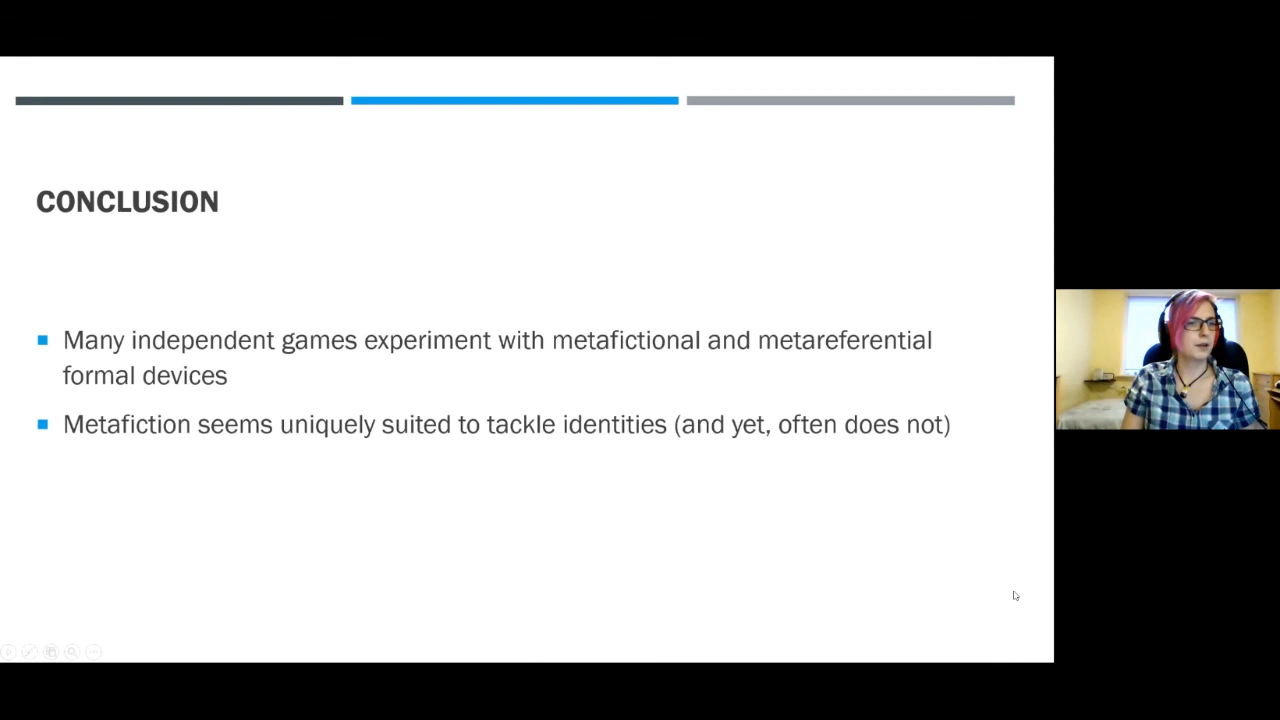 CONCLUSION
Many independent games experiment with metafictional and metareferential
formal devices
Metafiction seems uniquely suited to tackle identities (and yet, often does not)